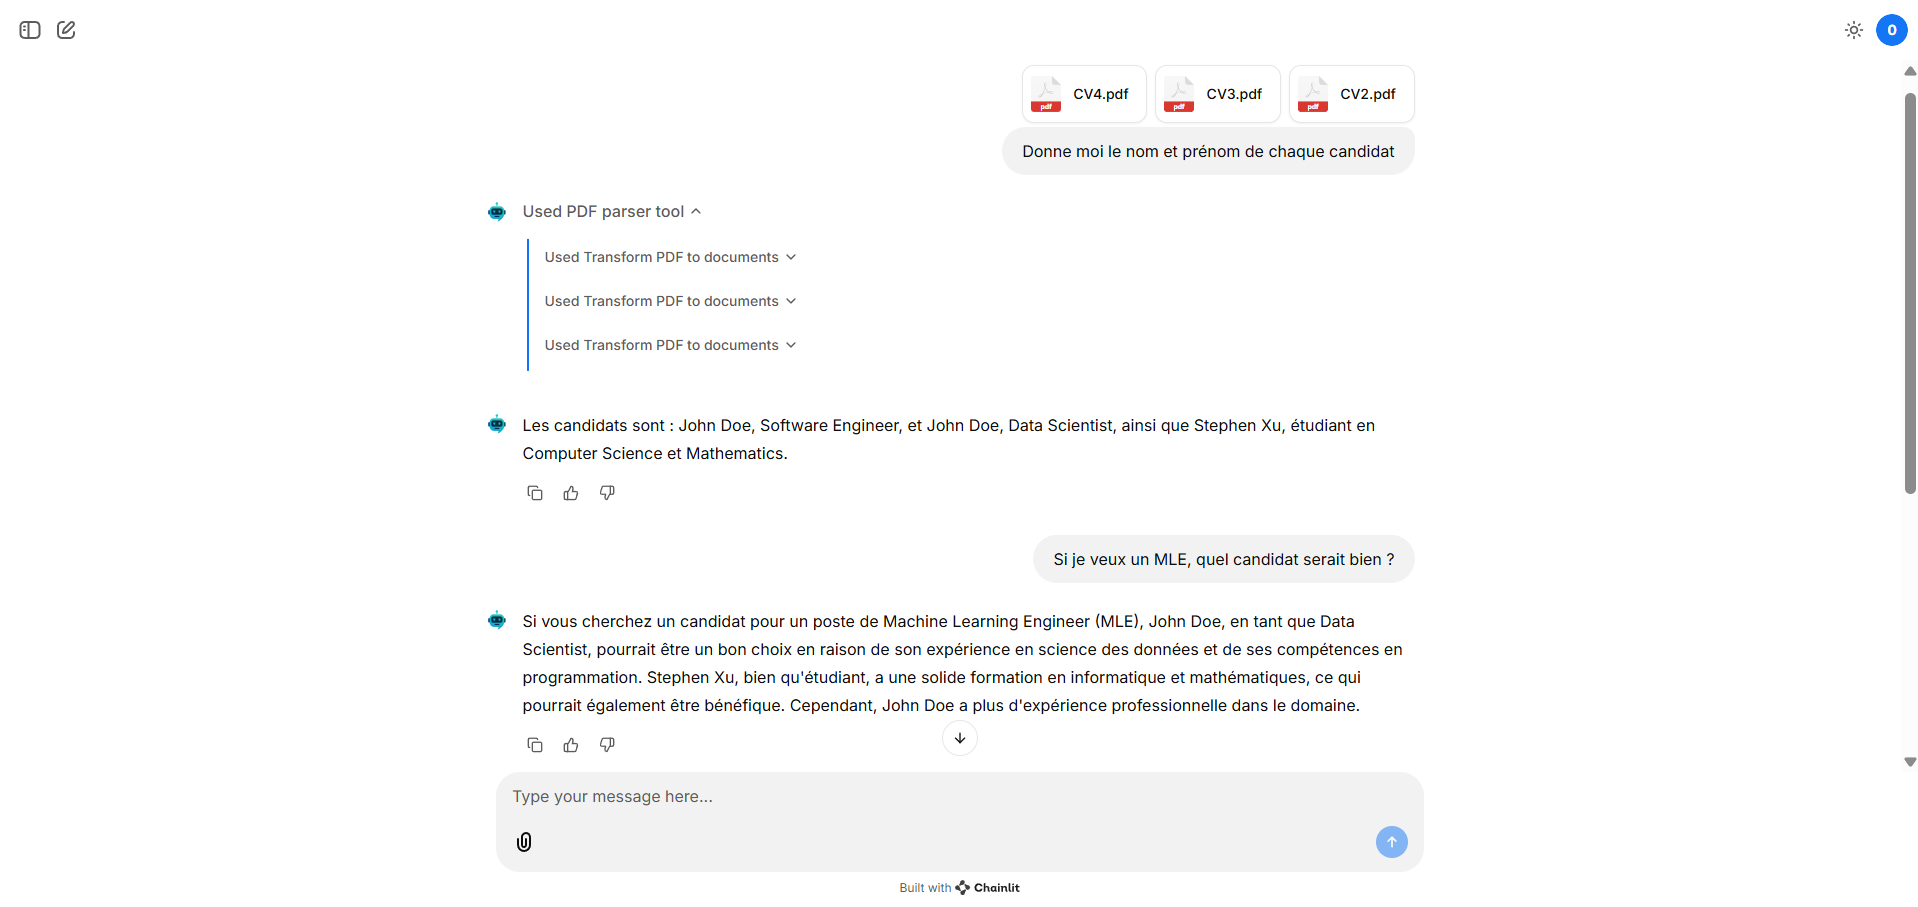 0
CV4.pdf
CV3.pdf
CV2.pdf
Donne moi le nom et prénom de chaque candidat
Used PDF parser tool
Used Transform PDF to documents
Used Transform PDF to documents
Used Transform PDF to documents
Les candidats sont : John Doe, Software Engineer, et John Doe, Data Scientist, ainsi que Stephen Xu, étudiant en
Computer Science et Mathematics.
Si je veux un MLE, quel candidat serait bien ?
Si vous cherchez un candidat pour un poste de Machine Learning Engineer (MLE), John Doe, en tant que Data
Scientist, pourrait être un bon choix en raison de son expérience en science des données et de ses compétences en
programmation. Stephen Xu, bien qu'étudiant, a une solide formation en informatique et mathématiques, ce qui
pourrait également être bénéfique. Cependant, John Doe a plus d'expérience professionnelle dans le domaine.
Type your message here...
Built with Chainlit